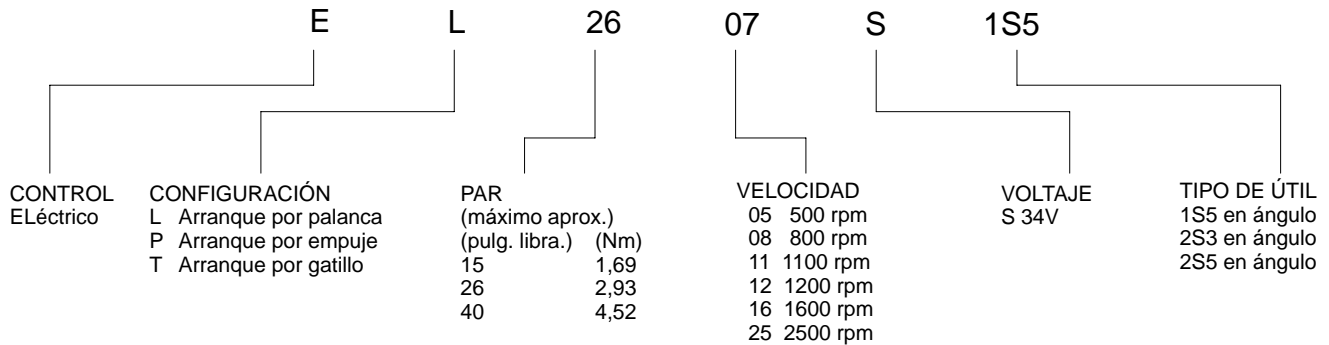 E L 26 07 S 1S5
CONTROL
ELéctrico
CONFIGURACIÓN
L Arranque por palanca
P Arranque por empuje
T Arranque por gatillo
PAR
(máximo aprox.)
(pulg. libra.) (Nm)
15 1,69
26 2,93
40 4,52
VELOCIDAD
05 500 rpm
08 800 rpm
11 1100 rpm
12 1200 rpm
16 1600 rpm
25 2500 rpm
VOLTAJE
S 34V
TIPO DE ÚTIL
1S5 en ángulo
2S3 en ángulo
2S5 en ángulo